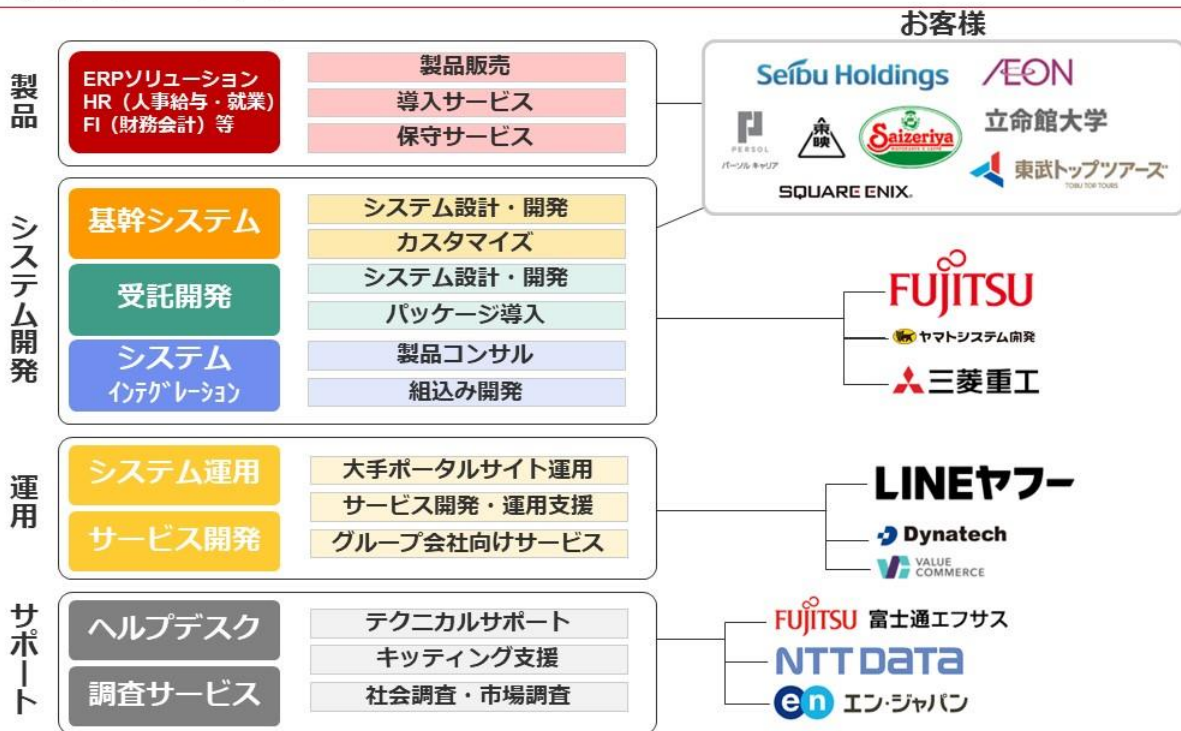 お客様
製品
ERPソリューション
HR（人事給与・就業）
FI（財務会計）等
製品販売
導入サービス
保守サービス
Seibu Holdings
ÆON
PERSOL
パーソル キャリア
東映
Saizeriya
RISTORANTE E CAFFE
立命館大学
東武トップツアーズ
TOBU TOP TOURS
SQUARE ENIX®
システム開発
基幹システム
システム設計・開発
カスタマイズ
受託開発
システム設計・開発
パッケージ導入
システム
ｲﾝﾃｸﾞﾚｰｼｮﾝ
製品コンサル
組込み開発
FUJITSU
ヤマトシステム開発
三菱重工
運用
システム運用
サービス開発
大手ポータルサイト運用
サービス開発・運用支援
グループ会社向けサービス
LINEヤフー
Dynatech
VALUE
COMMERCE
サポート
ヘルプデスク
調査サービス
テクニカルサポート
キッティング支援
社会調査・市場調査
FUJITSU 富士通エフサス
NTT DATA
en エン・ジャパン